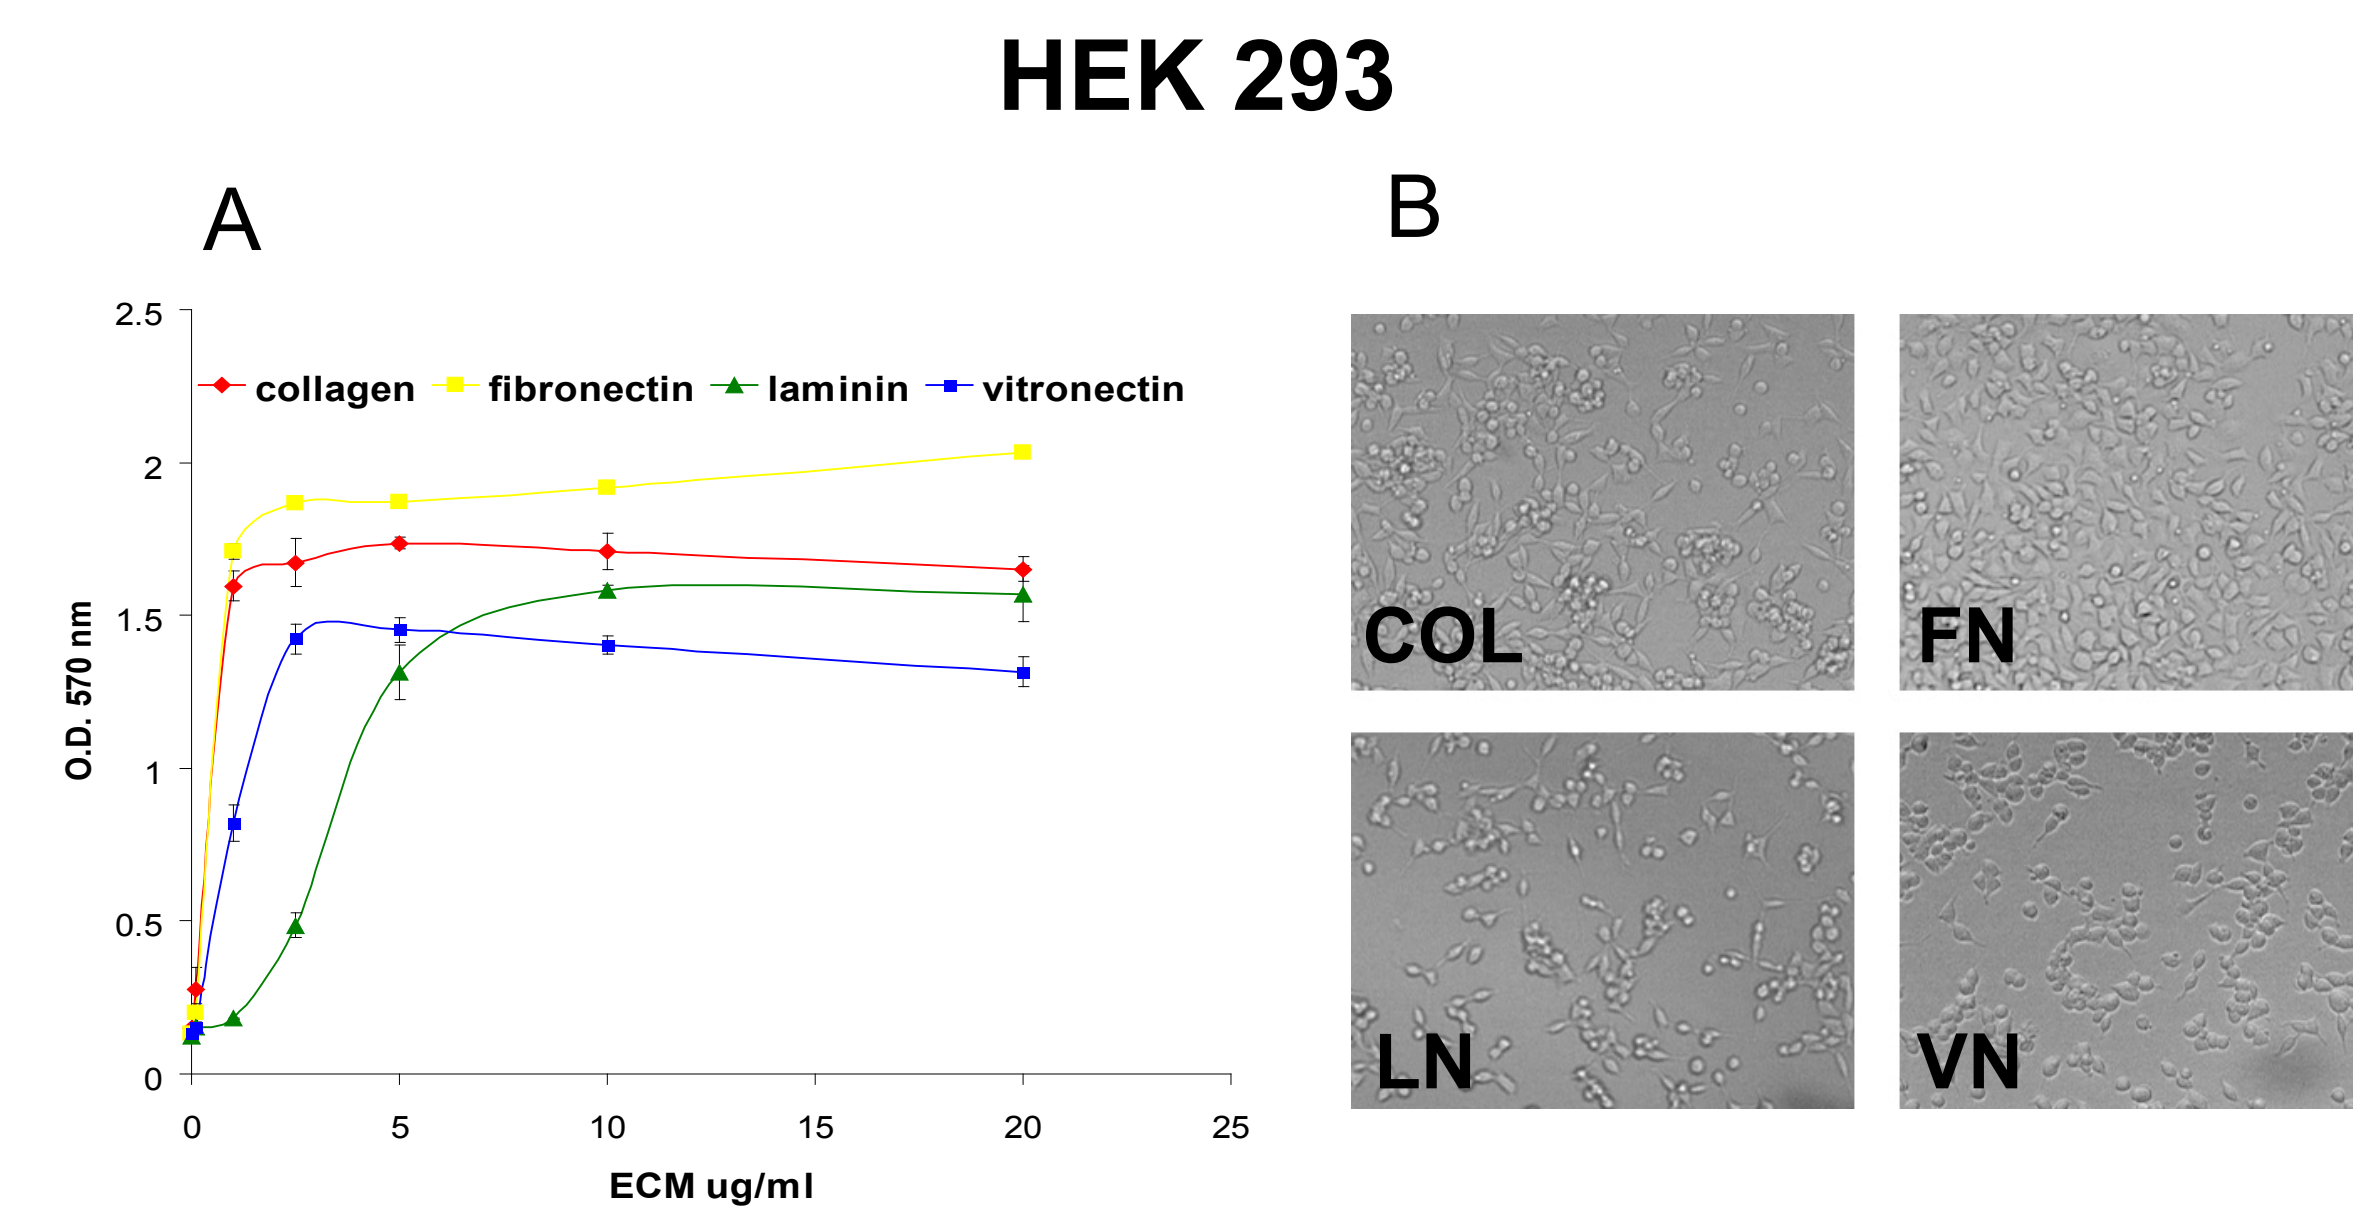 HEK 293
A
B
2.5
2
1.5
1
0.5
0
O.D. 570 nm
collagen fibronectin laminin vitronectin
0 5 10 15 20 25
ECM ug/ml
COL
FN
LN
VN